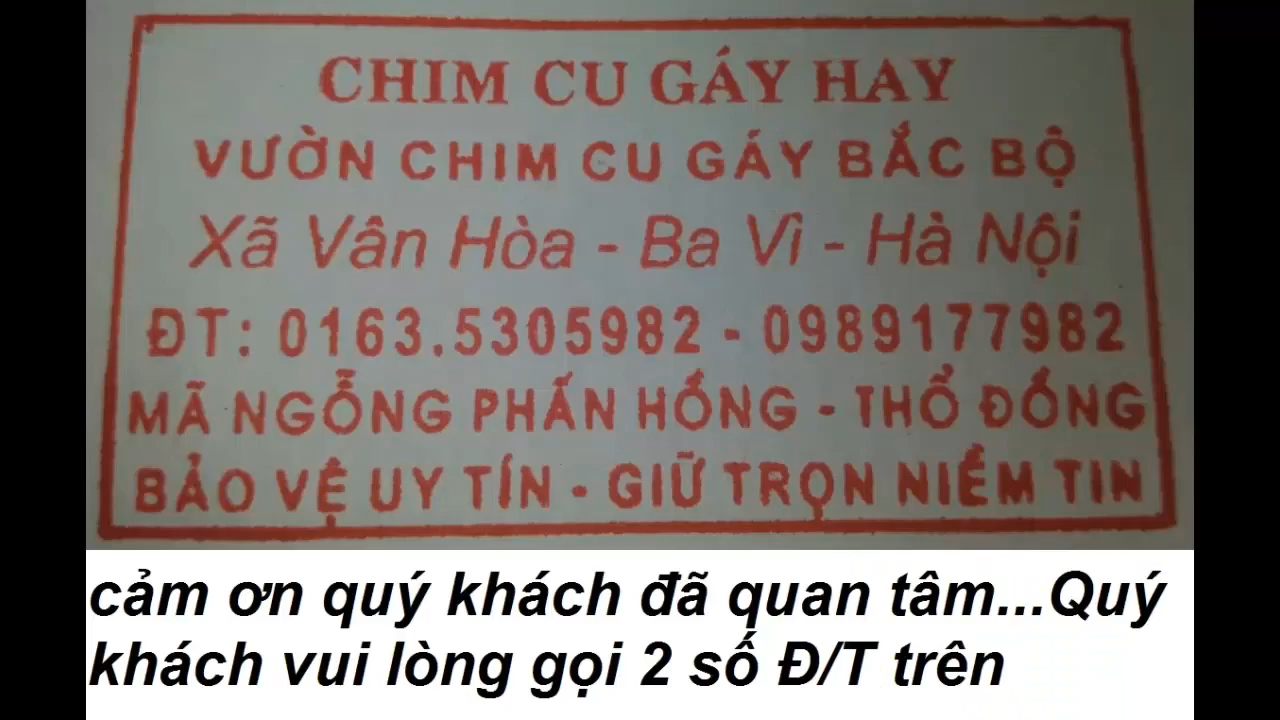 CHIM CU GÁY HAY
VƯỜN CHIM CU GÁY BẮC BỘ
Xã Vân Hòa - Ba Vì - Hà Nội
ĐT: 0163.5305982 - 0989177982
MÃ NGỖNG PHẤN HỒNG - THỔ ĐỒNG
BẢO VỆ UY TÍN - GIỮ TRỌN NIỀM TIN
cảm ơn quý khách đã quan tâm...Quý
khách vui lòng gọi 2 số Đ/T trên